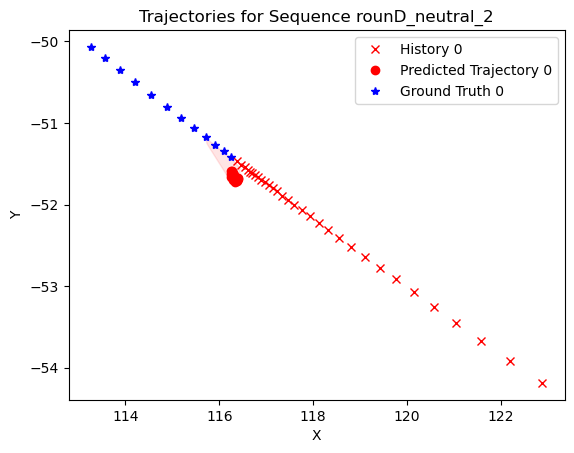 Trajectories for Sequence rounD_neutral_2
History 0
Predicted Trajectory 0
Ground Truth 0
−50
−51
−52
−53
−54
Y
114
116
118
120
122
X